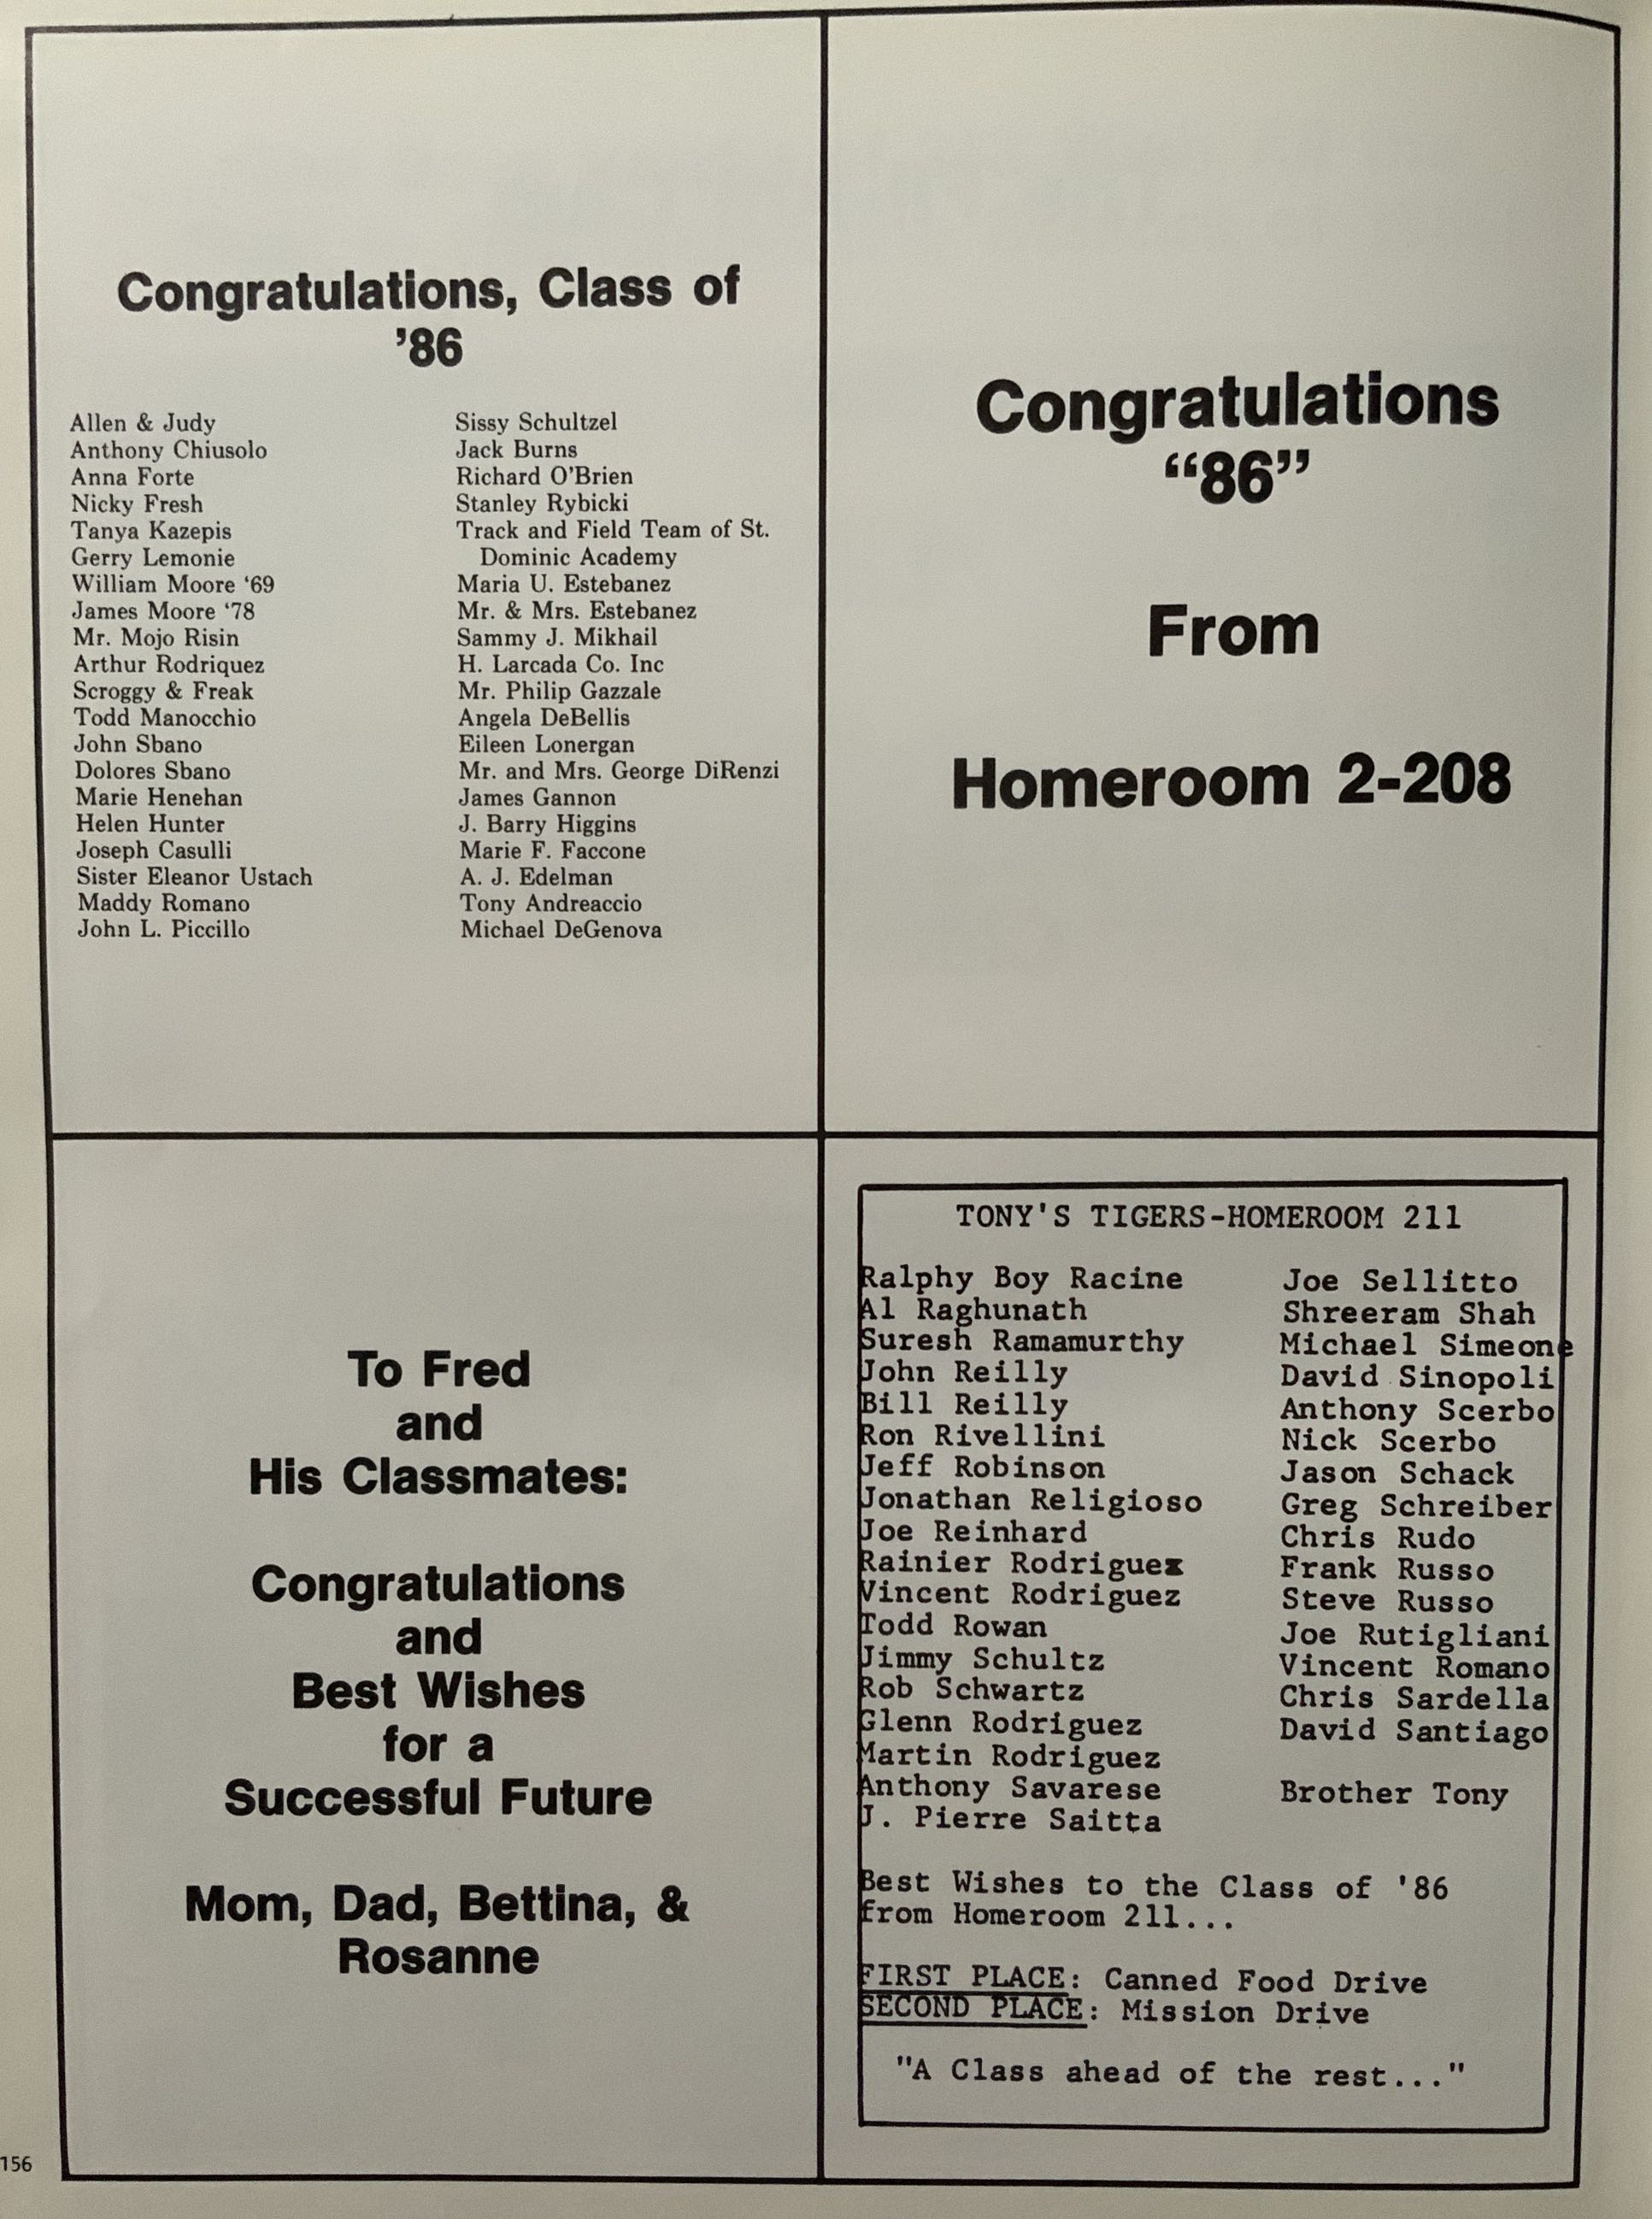 Congratulations, Class of
’86
Allen & Judy
Anthony Chiusolo
Anna Forte
Nicky Fresh
Tanya Kazepis
Gerry Lemonie
William Moore ‘69
James Moore ‘78
Mr. Mojo Risin
Arthur Rodriquez
Scroggy & Freak
Todd Manocchio
John Sbano
Dolores Sbano
Marie Henehan
Helen Hunter
Joseph Casulli
Sister Eleanor Ustach
Maddy Romano
John L. Piccillo
Sissy Schultzel
Jack Burns
Richard O’Brien
Stanley Rybicki
Track and Field Team of St.
Dominic Academy
Maria U. Estebanez
Mr. & Mrs. Estebanez
Sammy J. Mikhail
H. Larcada Co. Inc
Mr. Philip Gazzale
Angela DeBellis
Eileen Lonergan
Mr. and Mrs. George DiRenzi
James Gannon
J. Barry Higgins
Marie F. Faccone
A. J. Edelman
Tony Andreaccio
Michael DeGenova
Congratulations
“86”
From
Homeroom 2-208
To Fred
and
His Classmates:
Congratulations
and
Best Wishes
for a
Successful Future
Mom, Dad, Bettina, &
Rosanne
TONY'S TIGERS-HOMEROOM 211
Ralphy Boy Racine
Al Raghunath
Suresh Ramamurthy
John Reilly
Bill Reilly
Ron Rivellini
Jeff Robinson
Jonathan Religioso
Joe Reinhard
Rainier Rodriguez
Vincent Rodriguez
Todd Rowan
Jimmy Schultz
Rob Schwartz
Glenn Rodriguez
Martin Rodriguez
Anthony Savarese
J. Pierre Saitta
Joe Sellitto
Shreeram Shah
Michael Simeone
David Sinopoli
Anthony Scerbo
Nick Scerbo
Jason Schack
Greg Schreiber
Chris Rudo
Frank Russo
Steve Russo
Joe Rutigliani
Vincent Romano
Chris Sardella
David Santiago
Brother Tony
Best Wishes to the Class of '86
from Homeroom 211...
FIRST PLACE: Canned Food Drive
SECOND PLACE: Mission Drive
"A Class ahead of the rest..."
156